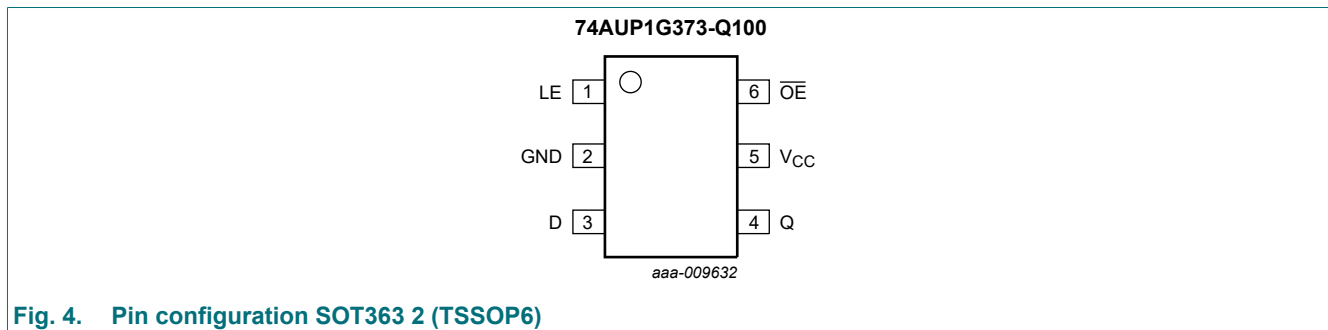 74AUP1G373-Q100
LE 1 6 O̅E̅
GND 2 5 VCC
D 3 4 Q
aaa-009632
Fig. 4. Pin configuration SOT363 2 (TSSOP6)